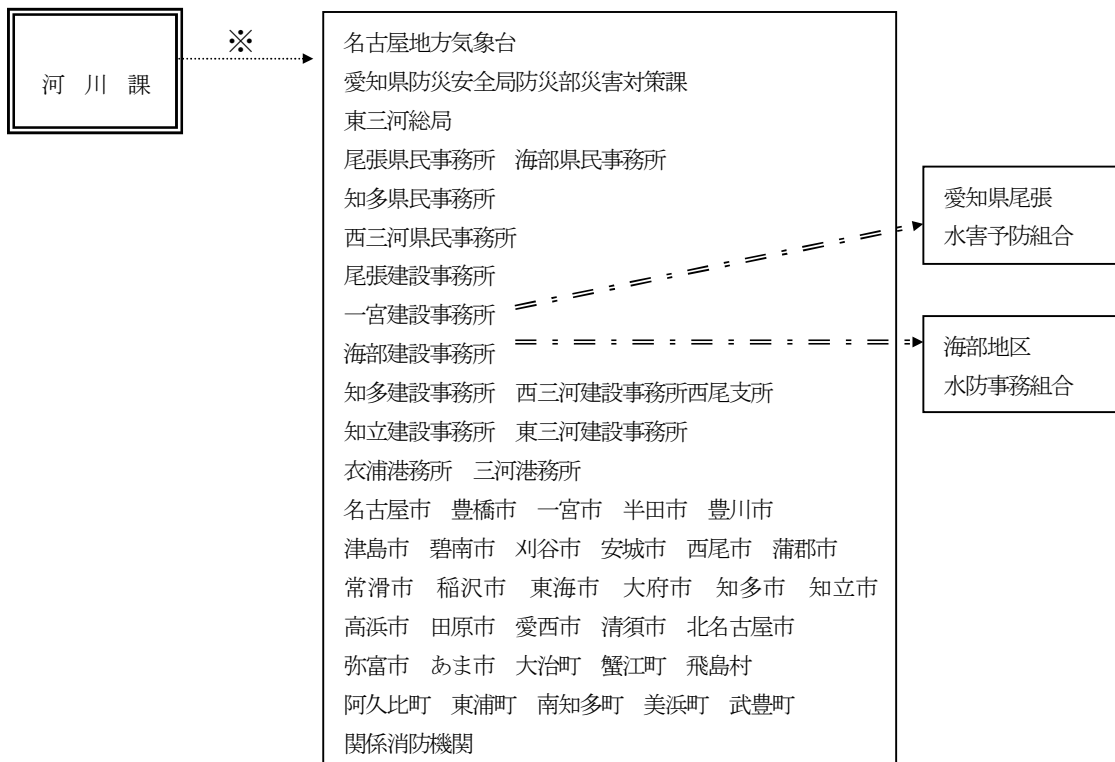 河川課
※
名古屋地方気象台
愛知県防災安全局防災部災害対策課
東三河総局
尾張県民事務所　海部県民事務所
知多県民事務所
西三河県民事務所
尾張建設事務所
一宮建設事務所
海部建設事務所
知多建設事務所　西三河建設事務所西尾支所
知立建設事務所　東三河建設事務所
衣浦港務所　三河港務所
名古屋市　豊橋市　一宮市　半田市　豊川市
津島市　碧南市　刈谷市　安城市　西尾市　蒲郡市
常滑市　稲沢市　東海市　大府市　知多市　知立市
高浜市　田原市　愛西市　清須市　北名古屋市
弥富市　あま市　大治町　蟹江町　飛島村
阿久比町　東浦町　南知多町　美浜町　武豊町
関係消防機関
愛知県尾張
水害予防組合
海部地区
水防事務組合